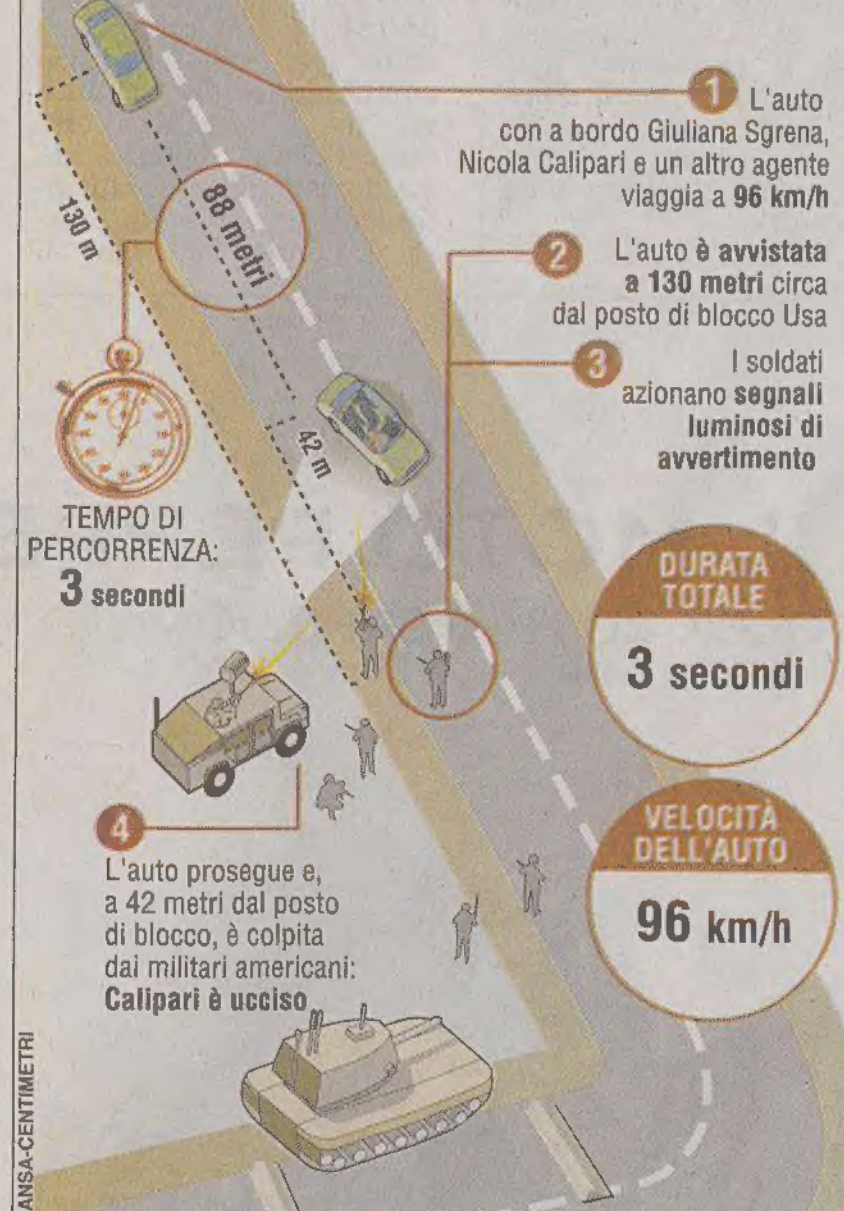 1 L'auto
con a bordo Giuliana Sgrena,
Nicola Calipari e un altro agente
viaggia a 96 km/h
2 L'auto è avvistata
a 130 metri circa
dal posto di blocco Usa
3 I soldati
azionano segnali
luminosi di
avvertimento
130 m
88 metri
42 m
TEMPO DI
PERCORRENZA:
3 secondi
DURATA
TOTALE
3 secondi
VELOCITÀ
DELL'AUTO
96 km/h
4
L'auto prosegue e,
a 42 metri dal posto
di blocco, è colpita
dai militari americani:
Calipari è ucciso
ANSA-CENTIMETRI